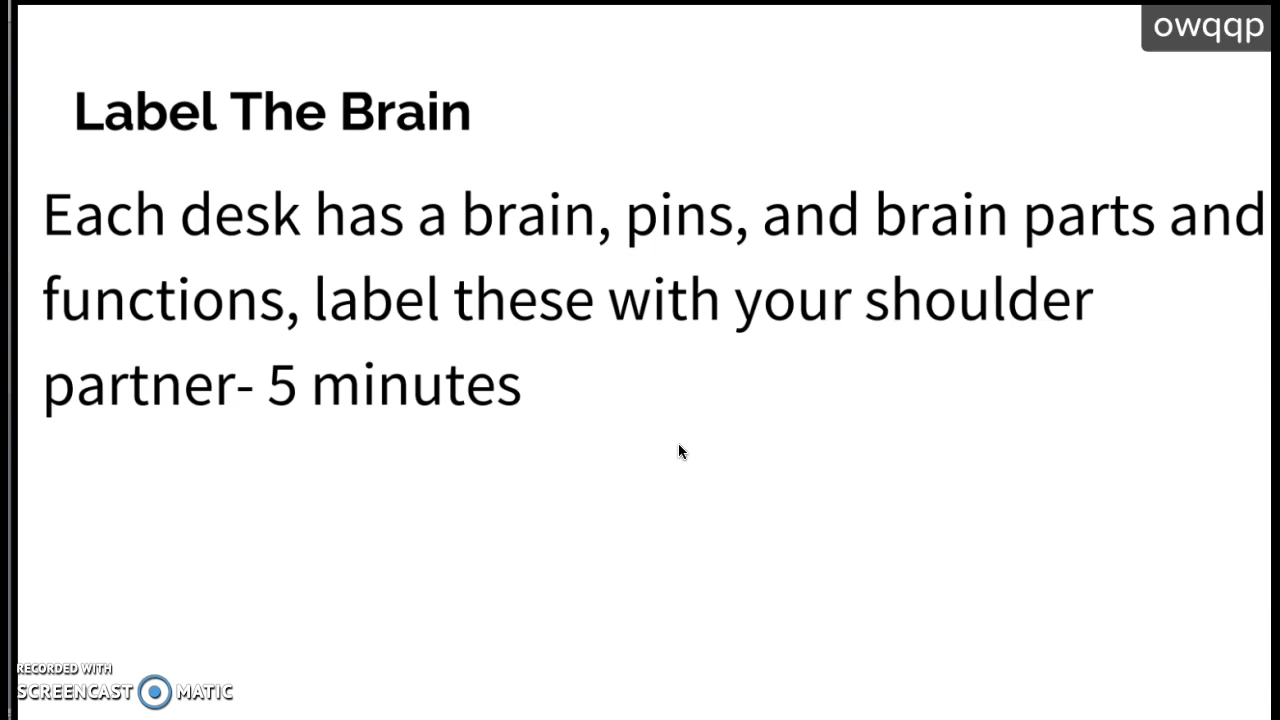 owqqp
Label The Brain
Each desk has a brain, pins, and brain parts and
functions, label these with your shoulder
partner- 5 minutes
RECORDED WITH
SCREENCAST MATIC